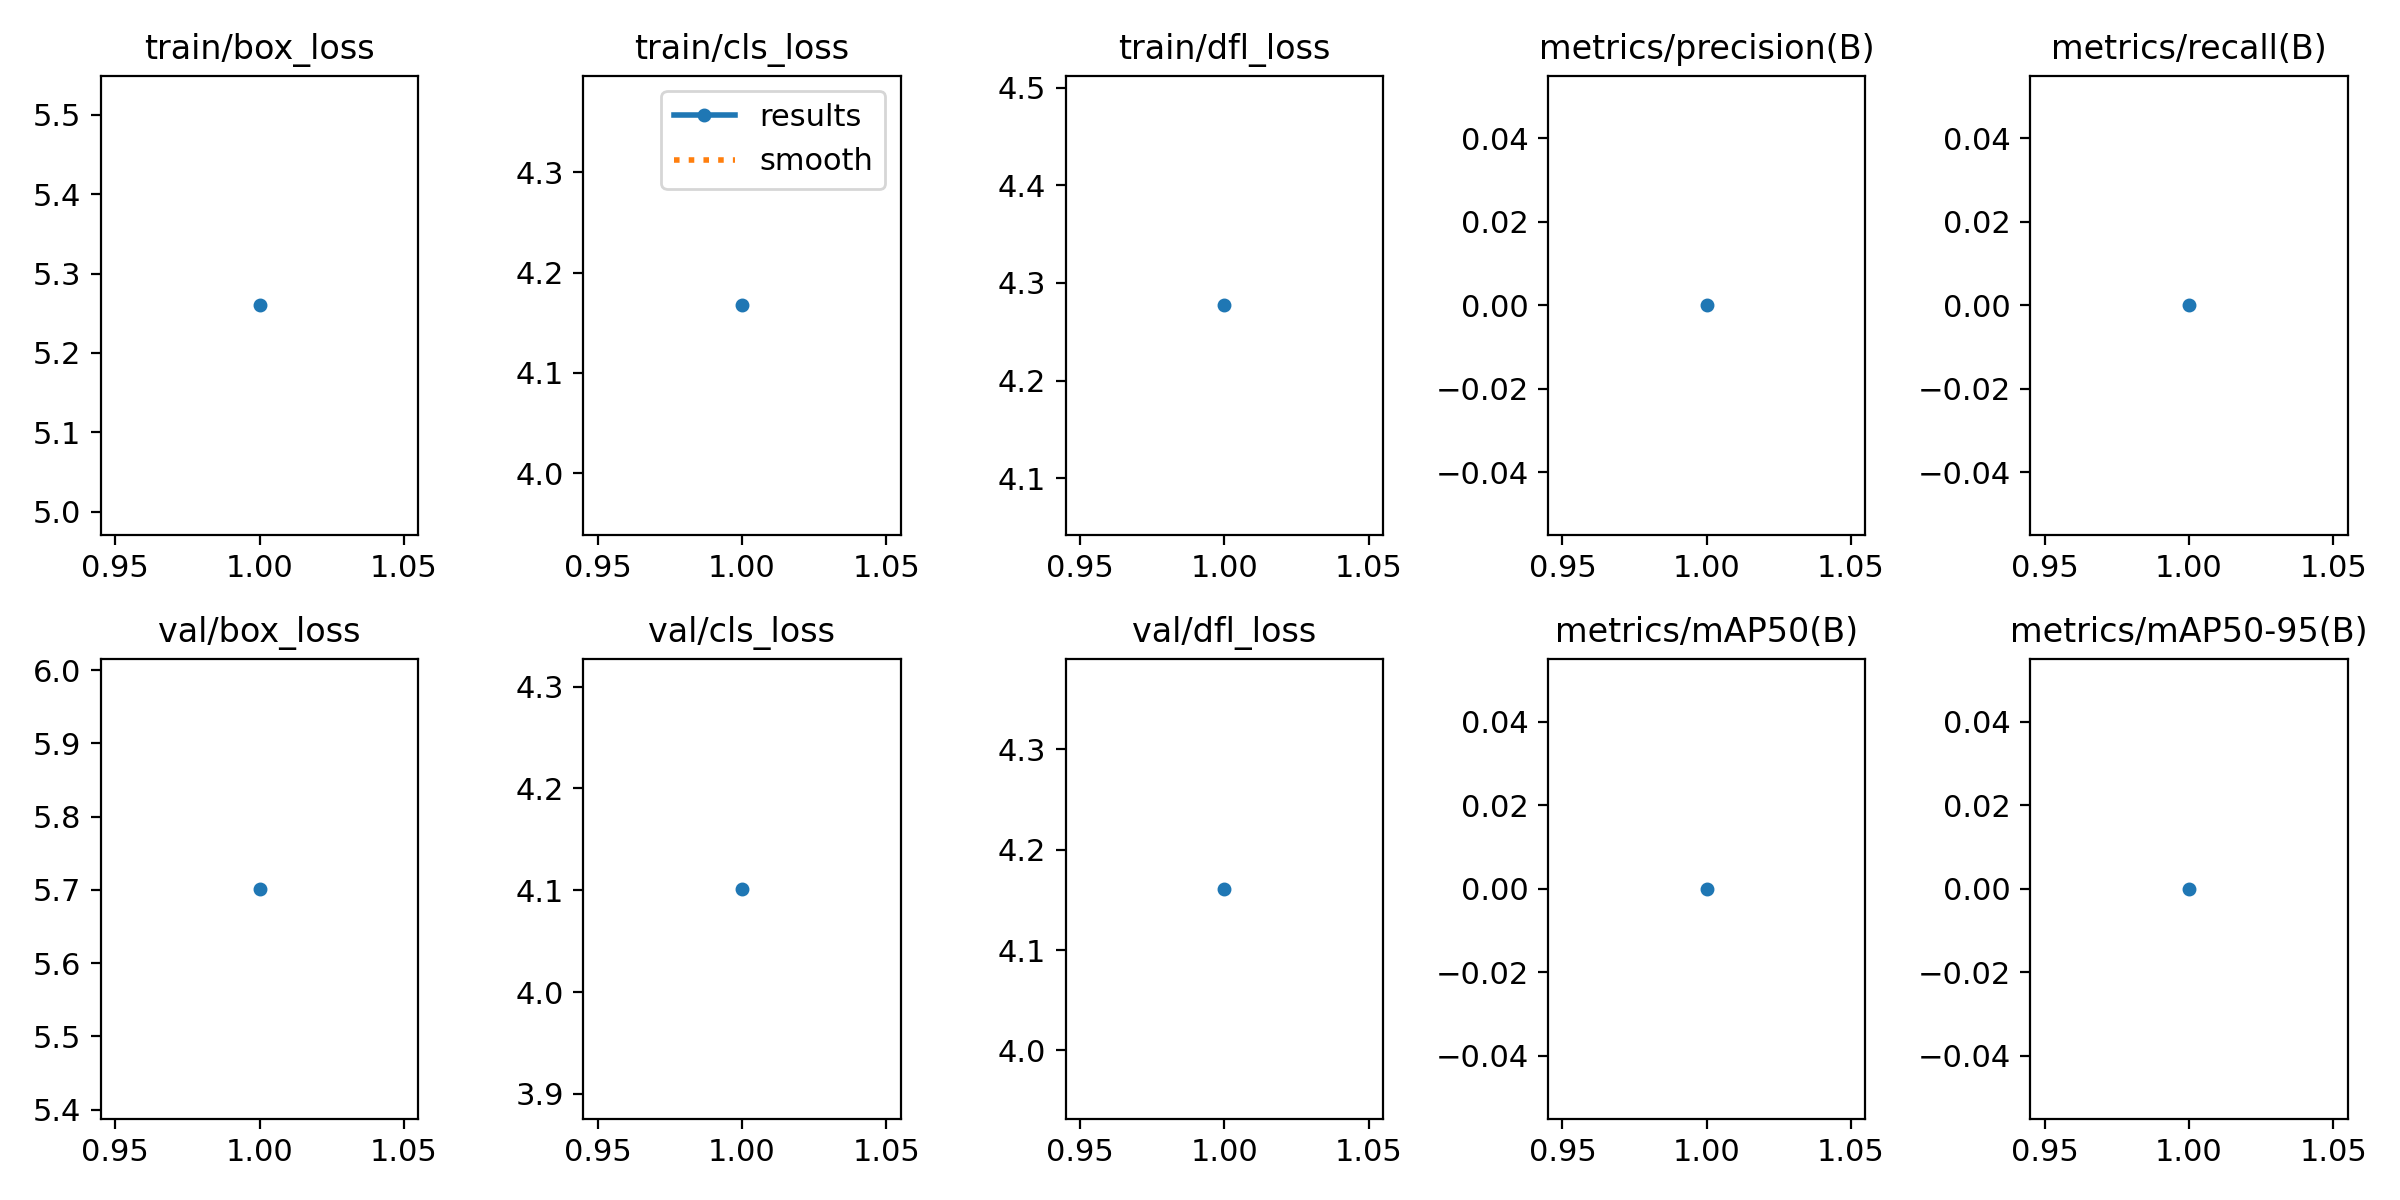 train/box_loss
5.5
5.4
5.3
5.2
5.1
5.0
0.95 1.00 1.05
train/cls_loss
results
smooth
4.3
4.2
4.1
4.0
0.95 1.00 1.05
train/dfl_loss
4.5
4.4
4.3
4.2
4.1
0.95 1.00 1.05
metrics/precision(B)
0.04
0.02
0.00
−0.02
−0.04
0.95 1.00 1.05
metrics/recall(B)
0.04
0.02
0.00
−0.02
−0.04
0.95 1.00 1.05
val/box_loss
6.0
5.9
5.8
5.7
5.6
5.5
5.4
0.95 1.00 1.05
val/cls_loss
4.3
4.2
4.1
4.0
3.9
0.95 1.00 1.05
val/dfl_loss
4.3
4.2
4.1
4.0
0.95 1.00 1.05
metrics/mAP50(B)
0.04
0.02
0.00
−0.02
−0.04
0.95 1.00 1.05
metrics/mAP50-95(B)
0.04
0.02
0.00
−0.02
−0.04
0.95 1.00 1.05